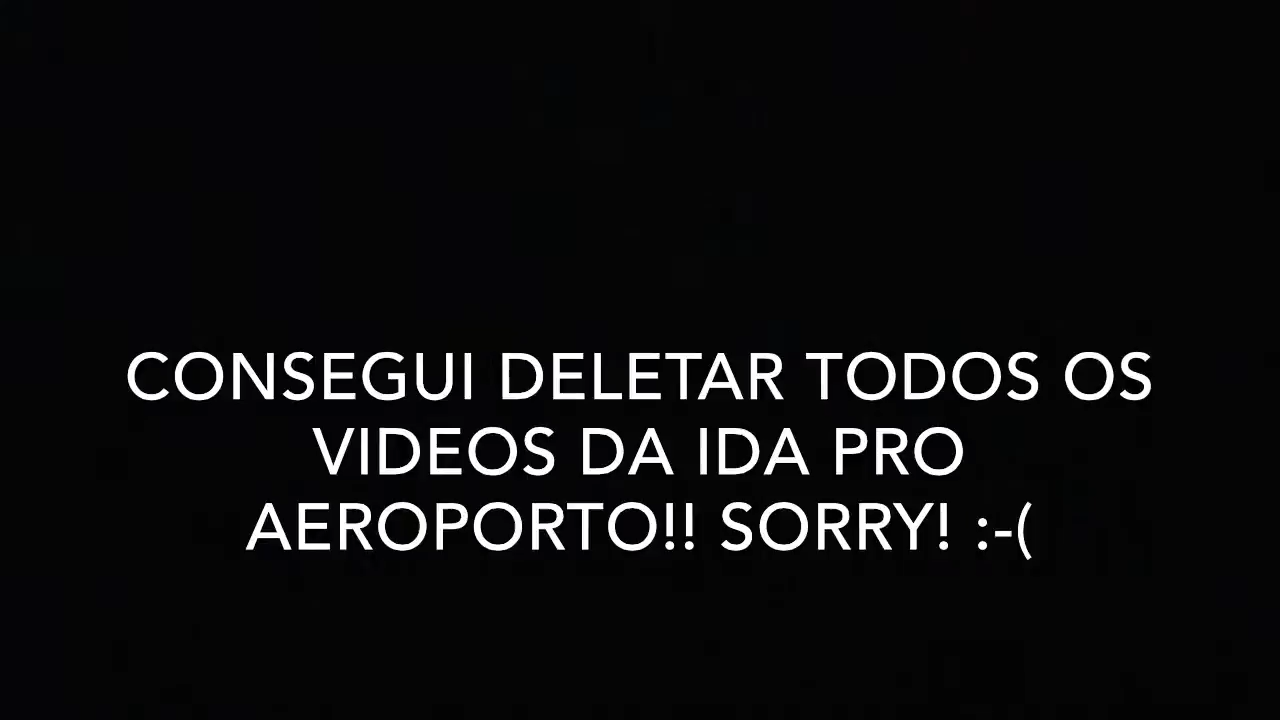 CONSEGUI DELETAR TODOS OS
VIDEOS DA IDA PRO
AEROPORTO!! SORRY! :-(